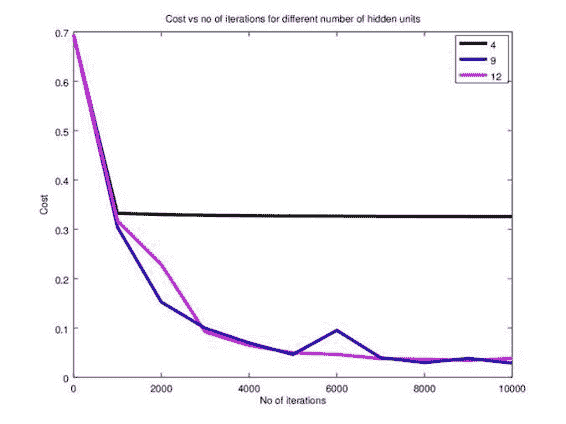 Cost vs no of iterations for different number of hidden units
4
9
12
0.7
0.6
0.5
0.4
0.3
0.2
0.1
0
Cost
0 2000 4000 6000 8000 10000
No of iterations